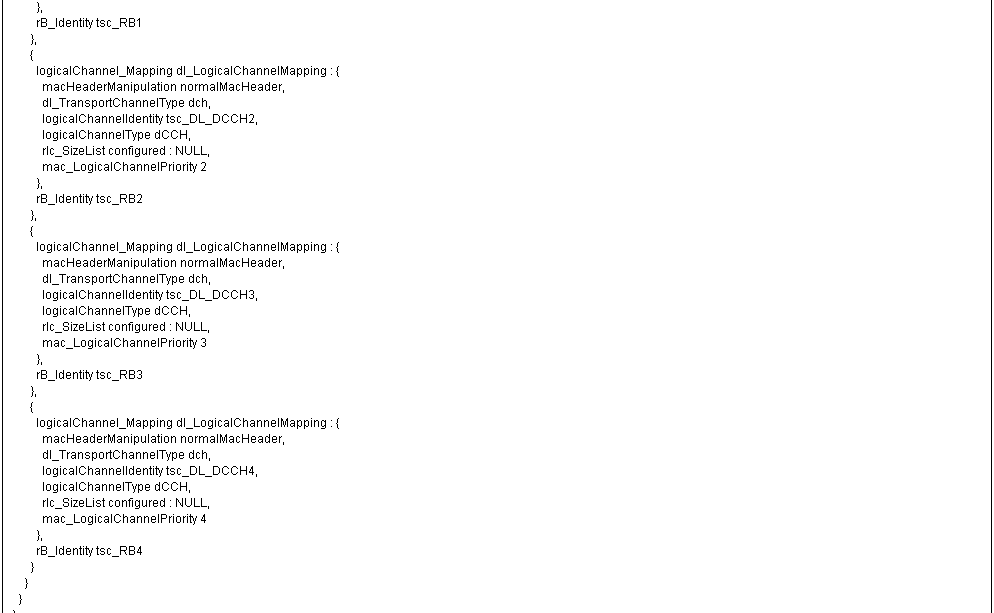 },
rB_Identity tsc_RB1
},
{
logicalChannel_Mapping dl_LogicalChannelMapping : {
macHeaderManipulation normalMacHeader,
dl_TransportChannelType dch,
logicalChannelIdentity tsc_DL_DCCH2,
logicalChannelType dCCH,
rlc_SizeList configured : NULL,
mac_LogicalChannelPriority 2
},
rB_Identity tsc_RB2
},
{
logicalChannel_Mapping dl_LogicalChannelMapping : {
macHeaderManipulation normalMacHeader,
dl_TransportChannelType dch,
logicalChannelIdentity tsc_DL_DCCH3,
logicalChannelType dCCH,
rlc_SizeList configured : NULL,
mac_LogicalChannelPriority 3
},
rB_Identity tsc_RB3
},
{
logicalChannel_Mapping dl_LogicalChannelMapping : {
macHeaderManipulation normalMacHeader,
dl_TransportChannelType dch,
logicalChannelIdentity tsc_DL_DCCH4,
logicalChannelType dCCH,
rlc_SizeList configured : NULL,
mac_LogicalChannelPriority 4
},
rB_Identity tsc_RB4
}
}
}